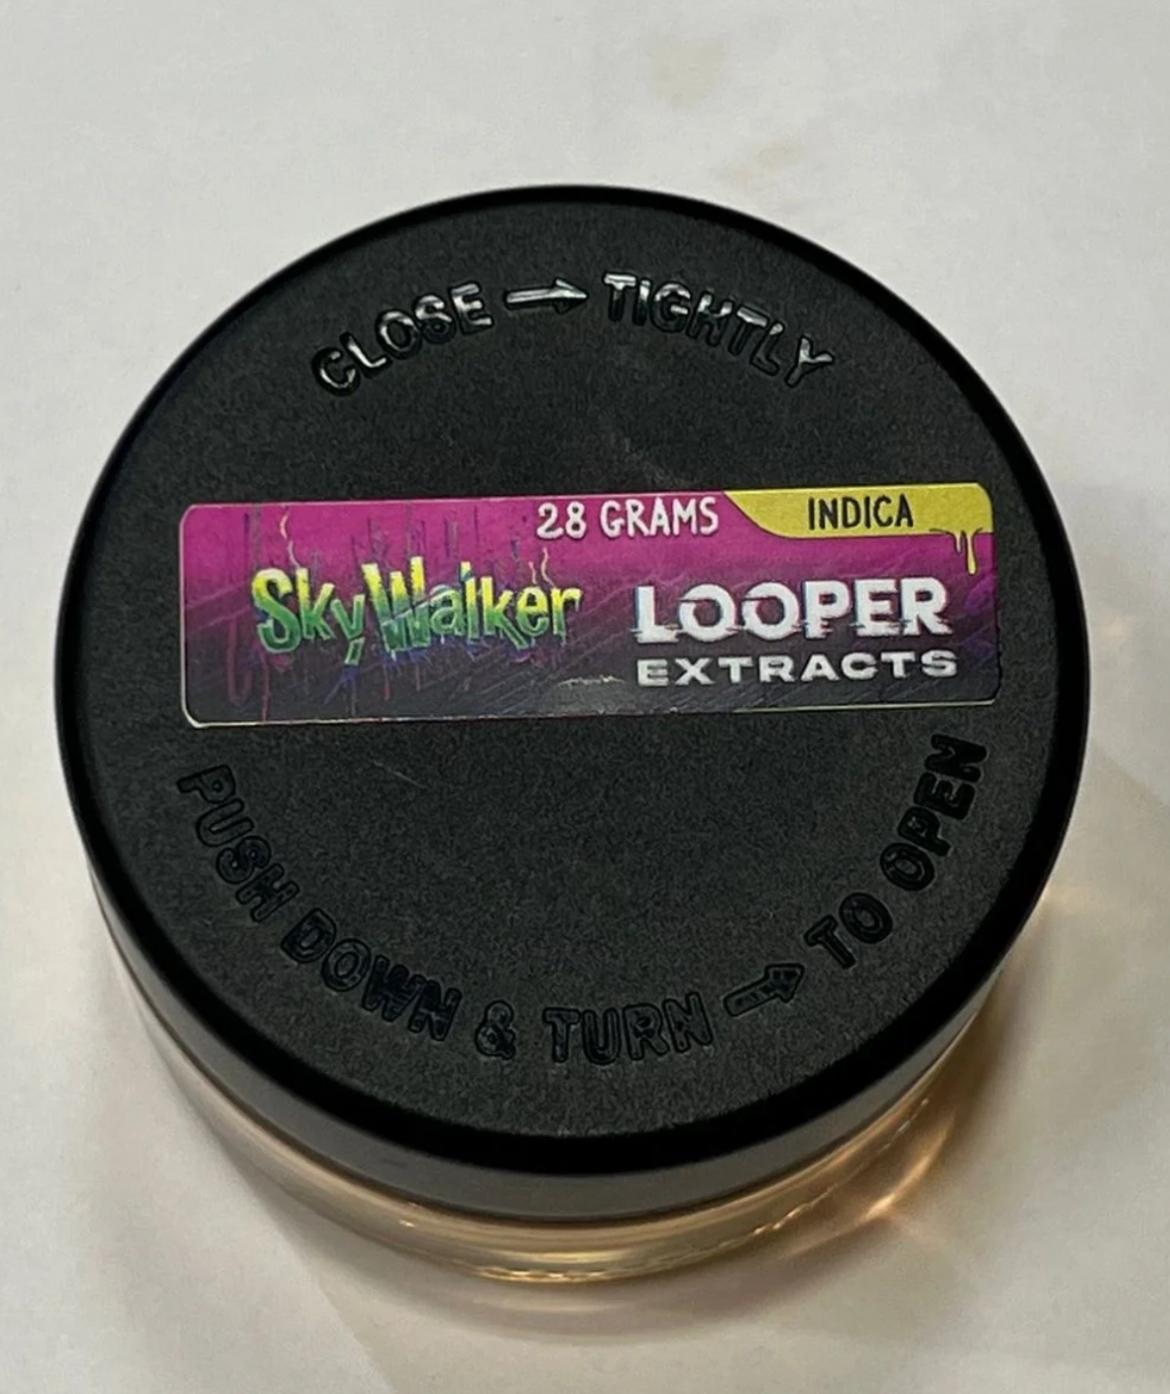 CLOSE → TIGHTLY
28 GRAMS
INDICA
SkyWalker
LOOPER
EXTRACTS
PUSH DOWN & TURN → TO OPEN